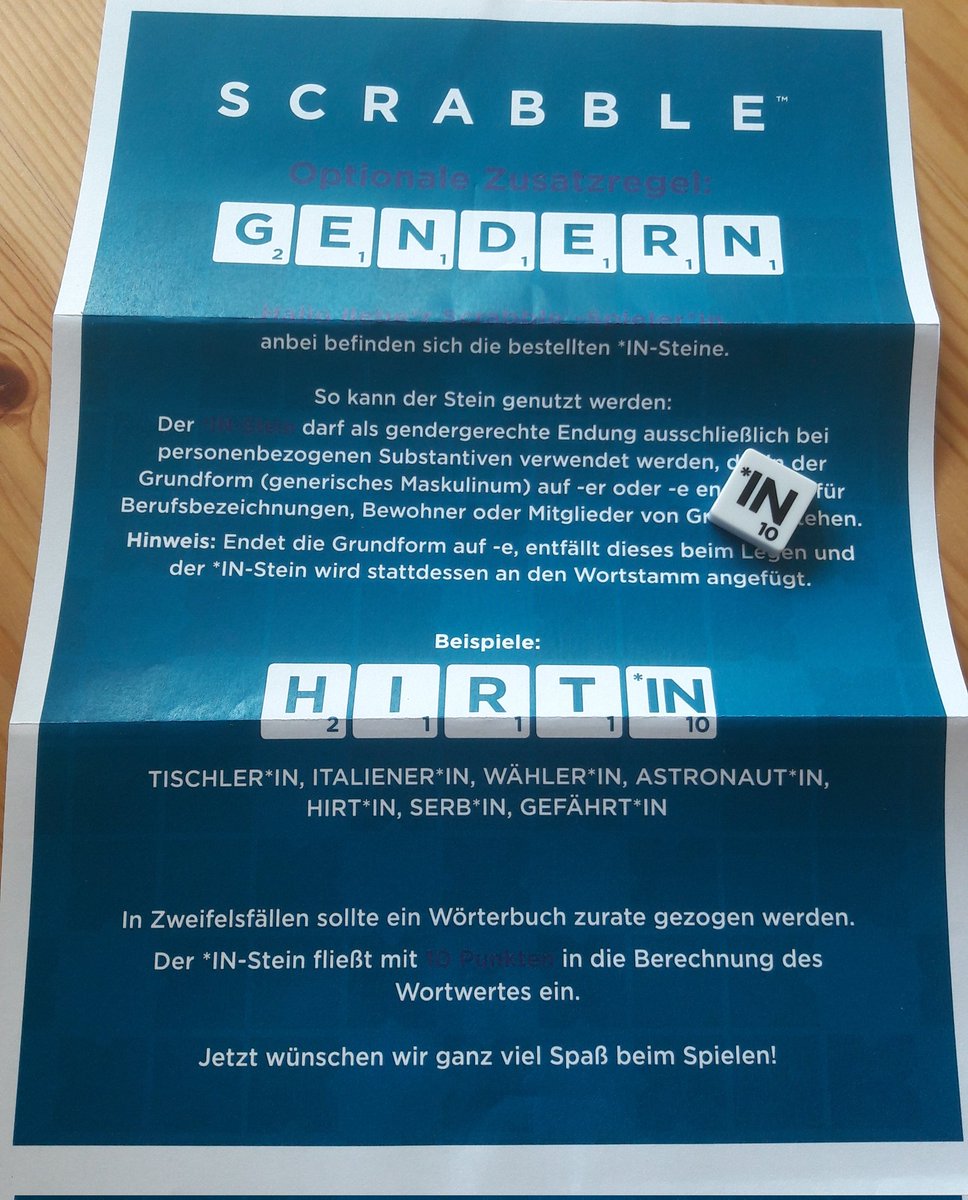 SCRABBLE™
Optionale Zusatzregel:
G2 E1 N1 D1 E1 R1 N1
Hallo liebe*r Scrabble-Spieler*in,
anbei befinden sich die bestellten *IN-Steine.
So kann der Stein genutzt werden:
Der *IN-Stein darf als gendergerechte Endung ausschließlich bei
personenbezogenen Substantiven verwendet werden, der
Grundform (generisches Maskulinum) auf -er oder -e für
Berufsbezeichnungen, Bewohner oder Mitglieder von
*IN 10
Hinweis: Endet die Grundform auf -e, entfällt dieses beim Legen und
der *IN-Stein wird stattdessen an den Wortstamm angefügt.
Beispiele:
H2 I1 R1 T1 *IN10
TISCHLER*IN, ITALIENER*IN, WÄHLER*IN, ASTRONAUT*IN,
HIRT*IN, SERB*IN, GEFÄHRT*IN
In Zweifelsfällen sollte ein Wörterbuch zurate gezogen werden.
Der *IN-Stein fließt mit 10 Punkten in die Berechnung des
Wortwertes ein.
Jetzt wünschen wir ganz viel Spaß beim Spielen!